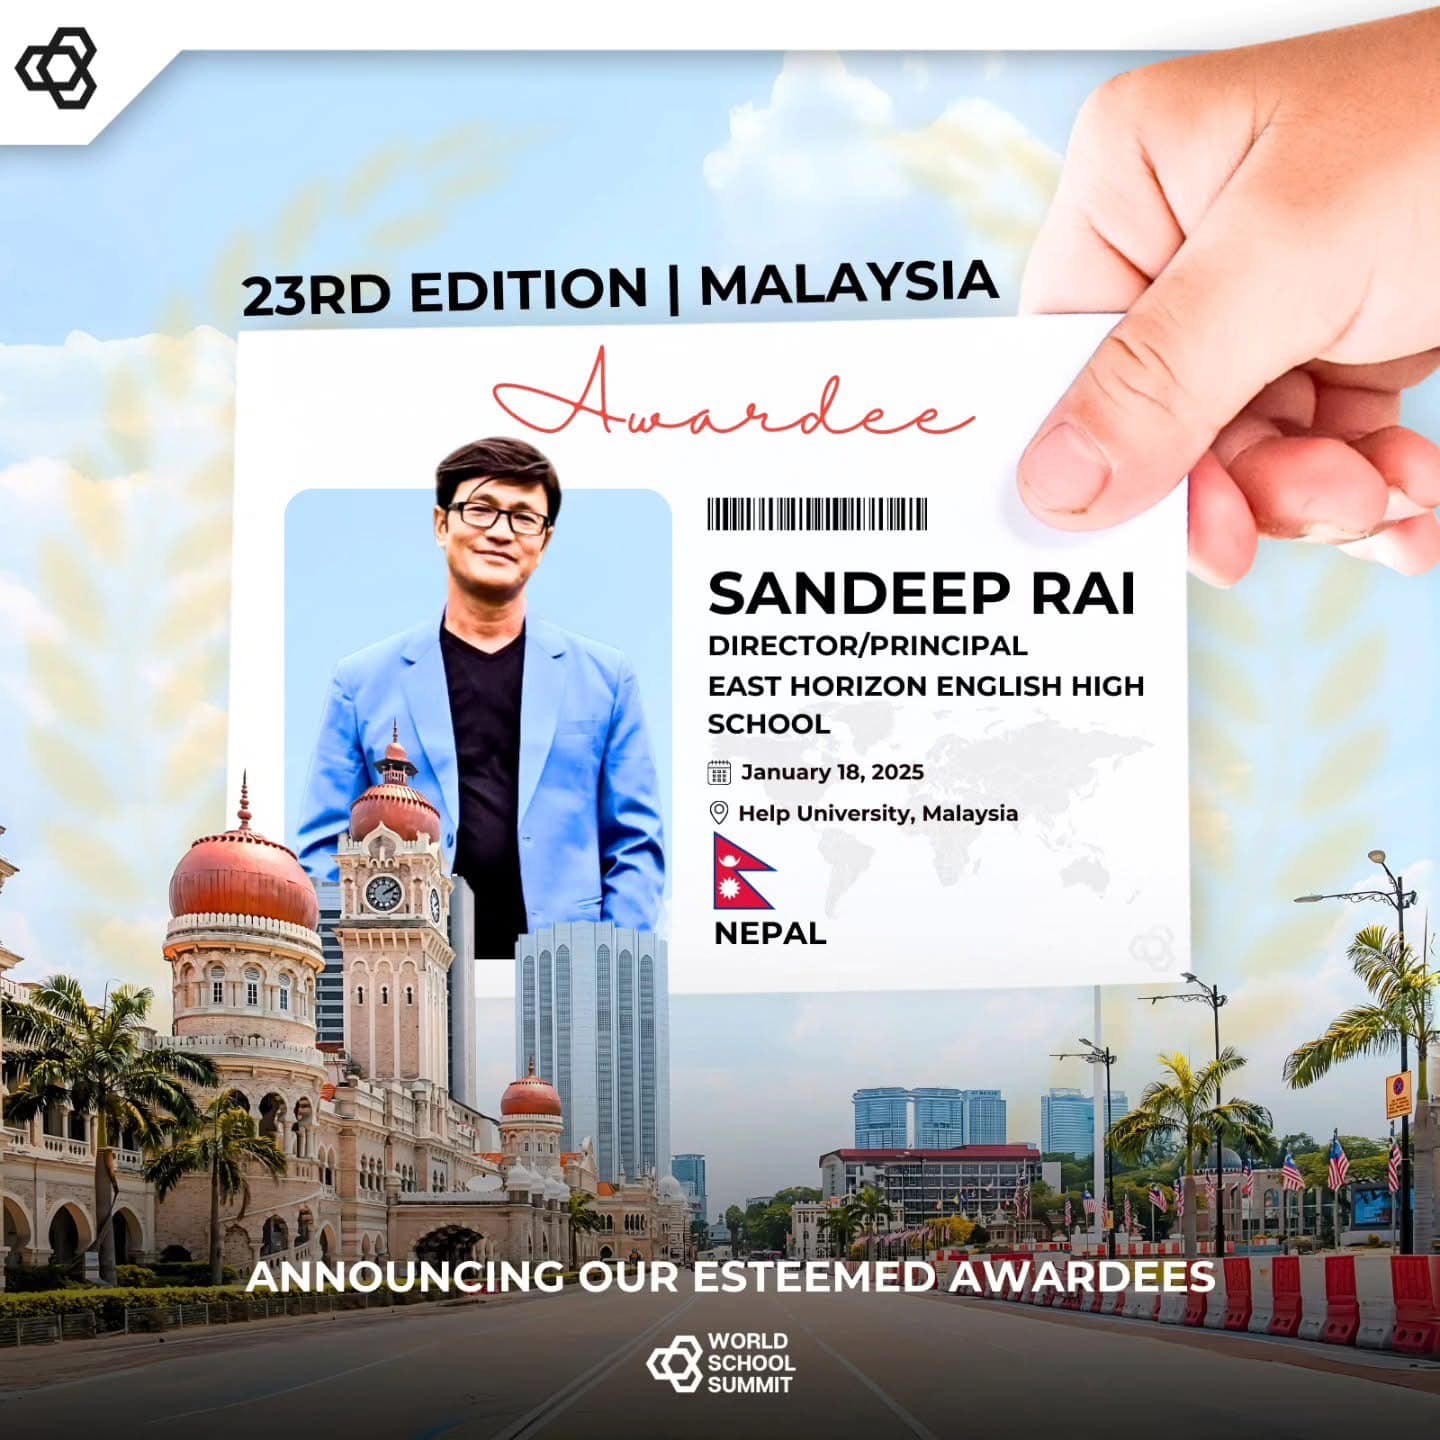 23RD EDITION | MALAYSIA
Awardee
SANDEEP RAI
DIRECTOR/PRINCIPAL
EAST HORIZON ENGLISH HIGH
SCHOOL
January 18, 2025
Help University, Malaysia
NEPAL
ANNOUNCING OUR ESTEEMED AWARDEES
WORLD
SCHOOL
SUMMIT